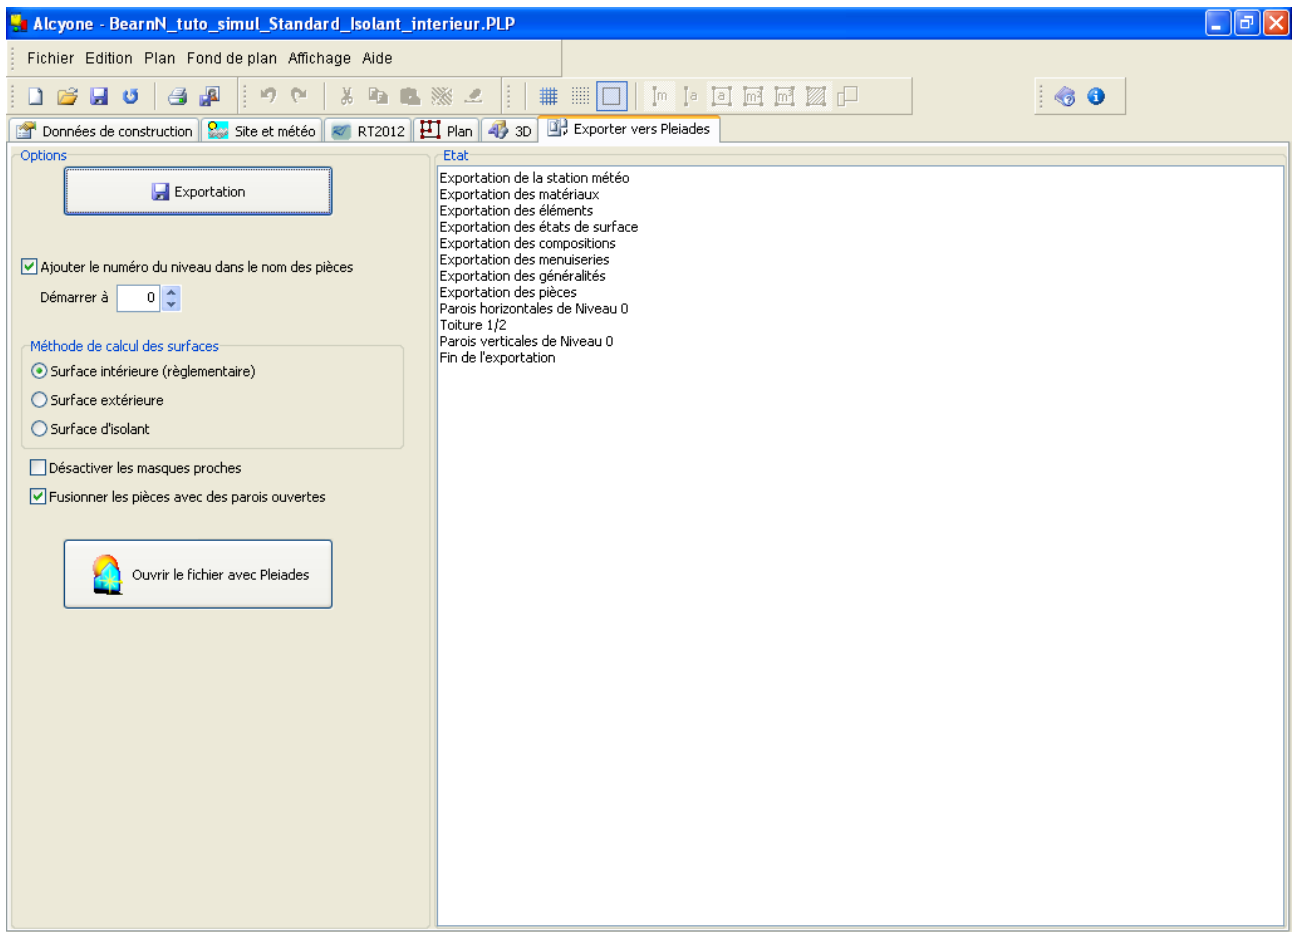 Alcyone - BearnN_tuto_simul_Standard_Isolant_interieur.PLP
Fichier Edition Plan Fond de plan Affichage Aide
Données de construction Site et météo RT2012 Plan 3D Exporter vers Pleiades
Options
Exportation
Ajouter le numéro du niveau dans le nom des pièces
Démarrer à 0
Méthode de calcul des surfaces
Surface intérieure (règlementaire)
Surface extérieure
Surface d'isolant
Désactiver les masques proches
Fusionner les pièces avec des parois ouvertes
Ouvrir le fichier avec Pleiades
Etat
Exportation de la station météo
Exportation des matériaux
Exportation des éléments
Exportation des états de surface
Exportation des compositions
Exportation des menuiseries
Exportation des généralités
Exportation des pièces
Parois horizontales de Niveau 0
Toiture 1/2
Parois verticales de Niveau 0
Fin de l'exportation